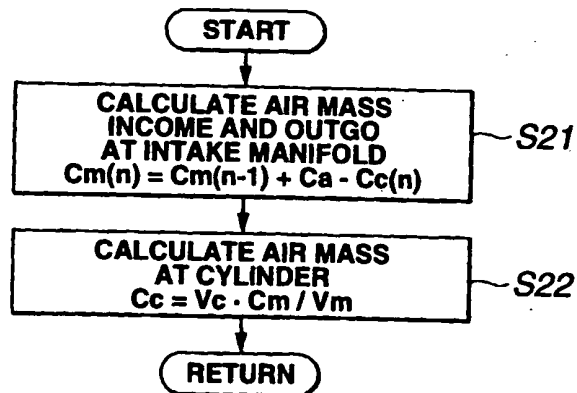 START
CALCULATE AIR MASS
INCOME AND OUTGO
AT INTAKE MANIFOLD
Cm(n) = Cm(n-1) + Ca - Cc(n)
S21
CALCULATE AIR MASS
AT CYLINDER
Cc = Vc · Cm / Vm
S22
RETURN